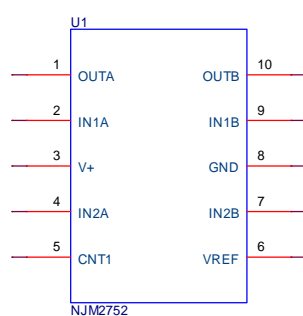 U1
1 OUTA OUTB 10
2 IN1A IN1B 9
3 V+ GND 8
4 IN2A IN2B 7
5 CNT1 VREF 6
NJM2752